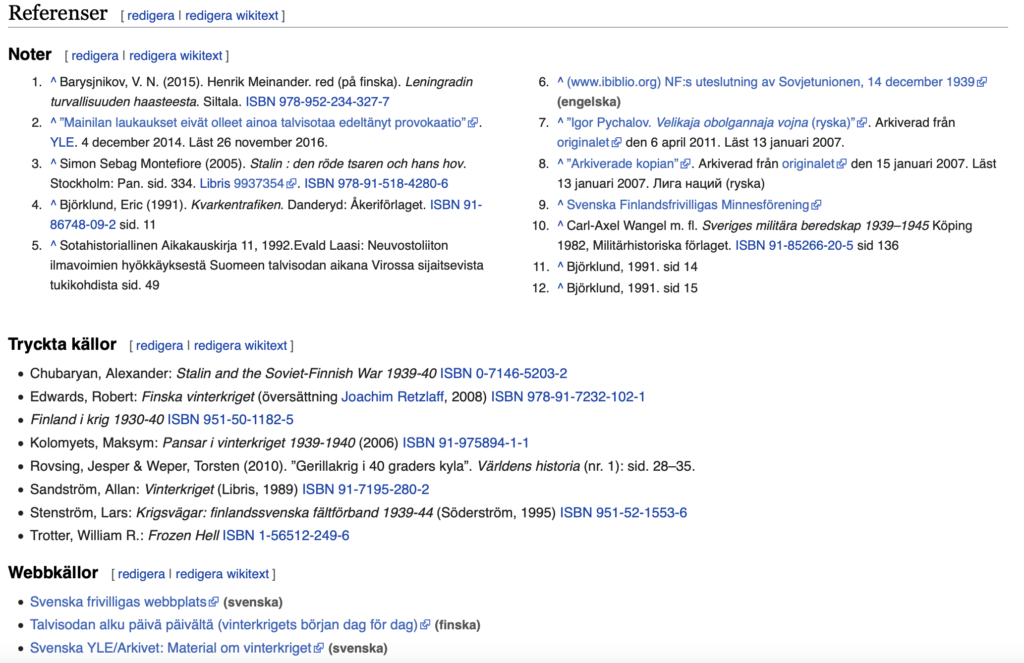 Referenser [ redigera | redigera wikitext ]
Noter [ redigera | redigera wikitext ]
1. ^ Barysjnikov, V. N. (2015). Henrik Meinander. red (på finska). Leningradin
turvallisuuden haasteesta. Siltala. ISBN 978-952-234-327-7
2. ^ ”Mainilan laukaukset eivät olleet ainoa talvisotaa edeltänyt provokaatio”.
YLE. 4 december 2014. Läst 26 november 2016.
3. ^ Simon Sebag Montefiore (2005). Stalin : den röde tsaren och hans hov.
Stockholm: Pan. sid. 334. Libris 9937354. ISBN 978-91-518-4280-6
4. ^ Björklund, Eric (1991). Kvarkentrafiken. Danderyd: Åkeriförlaget. ISBN 91-
86748-09-2 sid. 11
5. ^ Sotahistoriallinen Aikakauskirja 11, 1992.Evald Laasi: Neuvostoliiton
ilmavoimien hyökkäyksestä Suomeen talvisodan aikana Virossa sijaitsevista
tukikohdista sid. 49
6. ^ (www.ibiblio.org) NF:s uteslutning av Sovjetunionen, 14 december 1939
(engelska)
7. ^ ”Igor Pychalov. Velikaja obolgannaja vojna (ryska)”. Arkiverad från
originalet den 6 april 2011. Läst 13 januari 2007.
8. ^ ”Arkiverade kopian”. Arkiverad från originalet den 15 januari 2007. Läst
13 januari 2007. Лига наций (ryska)
9. ^ Svenska Finlandsfrivilligas Minnesförening
10. ^ Carl-Axel Wangel m. fl. Sveriges militära beredskap 1939–1945 Köping
1982, Militärhistoriska förlaget. ISBN 91-85266-20-5 sid 136
11. ^ Björklund, 1991. sid 14
12. ^ Björklund, 1991. sid 15
Tryckta källor [ redigera | redigera wikitext ]
• Chubaryan, Alexander: Stalin and the Soviet-Finnish War 1939-40 ISBN 0-7146-5203-2
• Edwards, Robert: Finska vinterkriget (översättning Joachim Retzlaff, 2008) ISBN 978-91-7232-102-1
• Finland i krig 1930-40 ISBN 951-50-1182-5
• Kolomyets, Maksym: Pansar i vinterkriget 1939-1940 (2006) ISBN 91-975894-1-1
• Rovsing, Jesper & Weper, Torsten (2010). ”Gerillakrig i 40 graders kyla”. Världens historia (nr. 1): sid. 28–35.
• Sandström, Allan: Vinterkriget (Libris, 1989) ISBN 91-7195-280-2
• Stenström, Lars: Krigsvägar: finlandssvenska fältförband 1939-44 (Söderström, 1995) ISBN 951-52-1553-6
• Trotter, William R.: Frozen Hell ISBN 1-56512-249-6
Webbkällor [ redigera | redigera wikitext ]
• Svenska frivilligas webbplats (svenska)
• Talvisodan alku päivä päivältä (vinterkrigets början dag för dag) (finska)
• Svenska YLE/Arkivet: Material om vinterkriget (svenska)